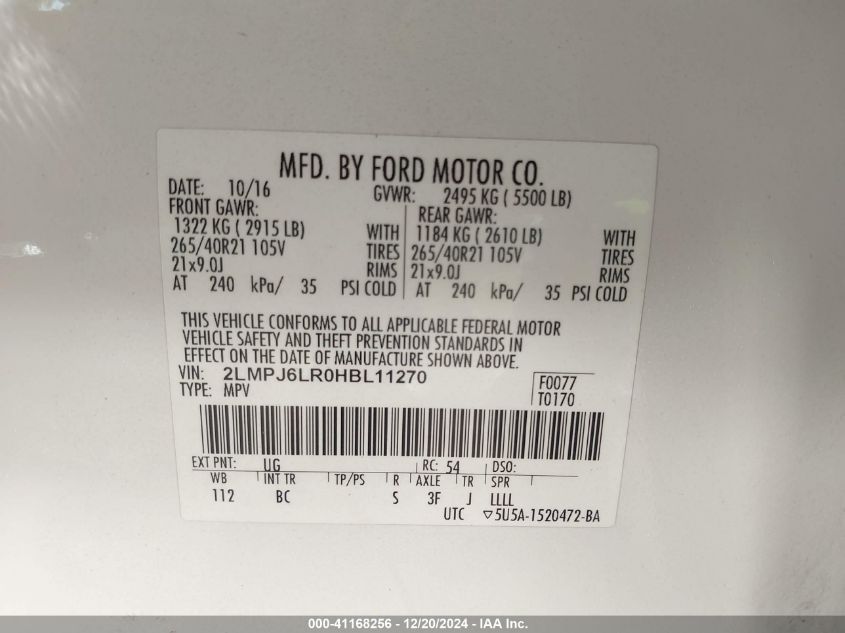 MFD. BY FORD MOTOR CO.
DATE: 10/16 GVWR: 2495 KG ( 5500 LB)
FRONT GAWR: REAR GAWR:
1322 KG ( 2915 LB) WITH 1184 KG ( 2610 LB) WITH
265/40R21 105V TIRES 265/40R21 105V TIRES
21x9.0J RIMS 21x9.0J RIMS
AT 240 kPa/ 35 PSI COLD AT 240 kPa/ 35 PSI COLD
THIS VEHICLE CONFORMS TO ALL APPLICABLE FEDERAL MOTOR
VEHICLE SAFETY AND THEFT PREVENTION STANDARDS IN
EFFECT ON THE DATE OF MANUFACTURE SHOWN ABOVE.
VIN: 2LMPJ6LR0HBL11270 F0077
TYPE: MPV T0170
EXT PNT: UG RC: 54 DSO:
WB INT TR TP/PS R AXLE TR SPR
112 BC S 3F J LLLL
UTC ▽5U5A-1520472-BA
000-41168256 - 12/20/2024 - IAA Inc.